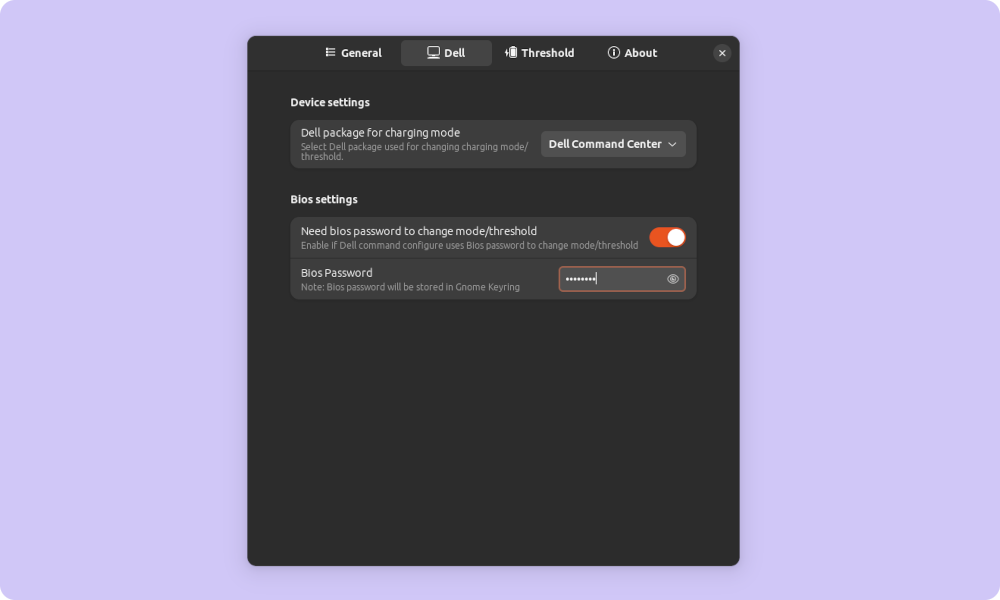 General
Dell
Threshold
About
Device settings
Dell package for charging mode
Select Dell package used for changing charging mode/
threshold.
Dell Command Center
Bios settings
Need bios password to change mode/threshold
Enable if Dell command configure uses Bios password to change mode/threshold
Bios Password
Note: Bios password will be stored in Gnome Keyring
••••••••